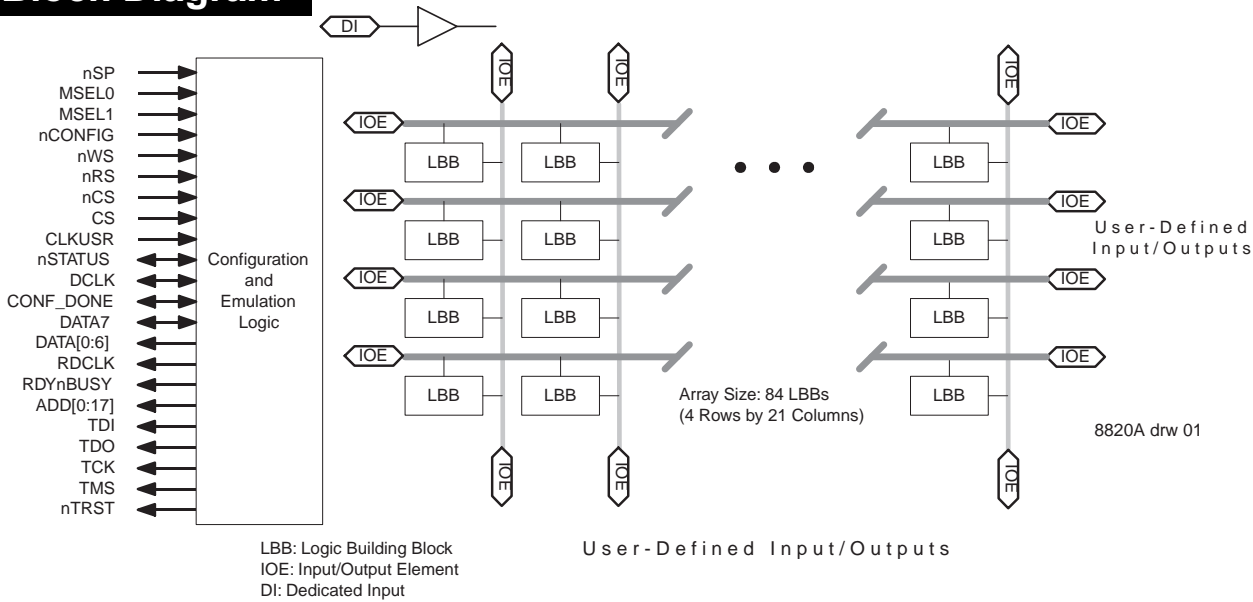 Block Diagram
DI
IOE IOE IOE
nSP
MSEL0
MSEL1
nCONFIG
nWS
nRS
nCS
CS
CLKUSR
nSTATUS
DCLK
CONF_DONE
DATA7
DATA[0:6]
RDCLK
RDYnBUSY
ADD[0:17]
TDI
TDO
TCK
TMS
nTRST
Configuration
and
Emulation
Logic
IOE IOE
LBB LBB LBB
IOE IOE
LBB LBB LBB
IOE IOE
LBB LBB LBB
IOE IOE
LBB LBB LBB
User-Defined
Input/Outputs
Array Size: 84 LBBs
(4 Rows by 21 Columns)
8820A drw 01
IOE IOE IOE
LBB: Logic Building Block
IOE: Input/Output Element
DI: Dedicated Input
User-Defined Input/Outputs